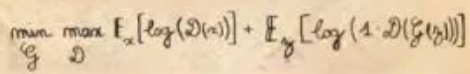 min max 𝔼_x[log(D(x))] + 𝔼_z[log(1-D(G(z)))]
G D